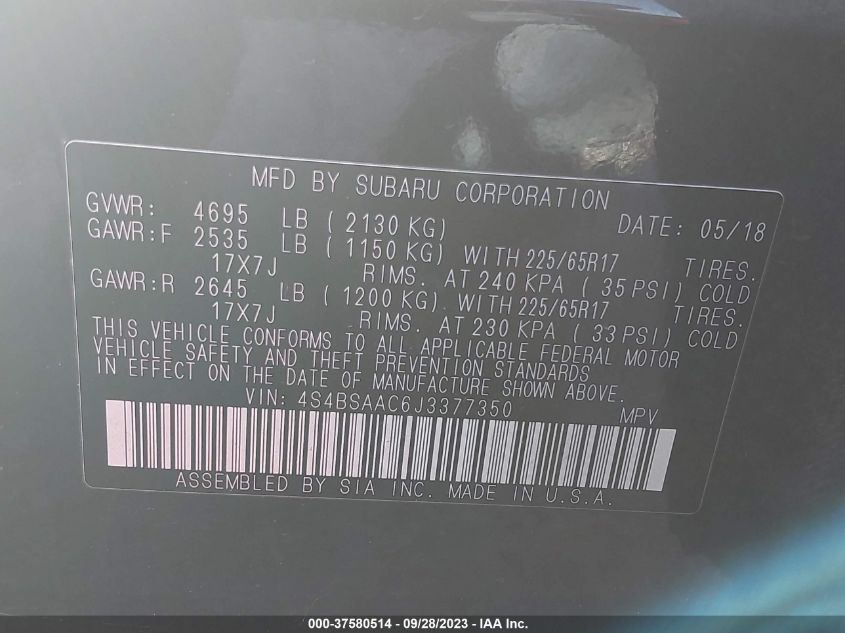 MFD BY SUBARU CORPORATION
GVWR: 4695 LB ( 2130 KG) DATE: 05/18
GAWR:F 2535 LB ( 1150 KG) WITH 225/65R17 TIRES.
17X7J RIMS. AT 240 KPA ( 35 PSI) COLD
GAWR:R 2645 LB ( 1200 KG) WITH 225/65R17 TIRES.
17X7J RIMS. AT 230 KPA ( 33 PSI) COLD
THIS VEHICLE CONFORMS TO ALL APPLICABLE FEDERAL MOTOR
VEHICLE SAFETY AND THEFT PREVENTION STANDARDS
IN EFFECT ON THE DATE OF MANUFACTURE SHOWN ABOVE.
VIN: 4S4BSAAC6J3377350 MPV
ASSEMBLED BY SIA INC. MADE IN U.S.A.
000-37580514 - 09/28/2023 - IAA Inc.